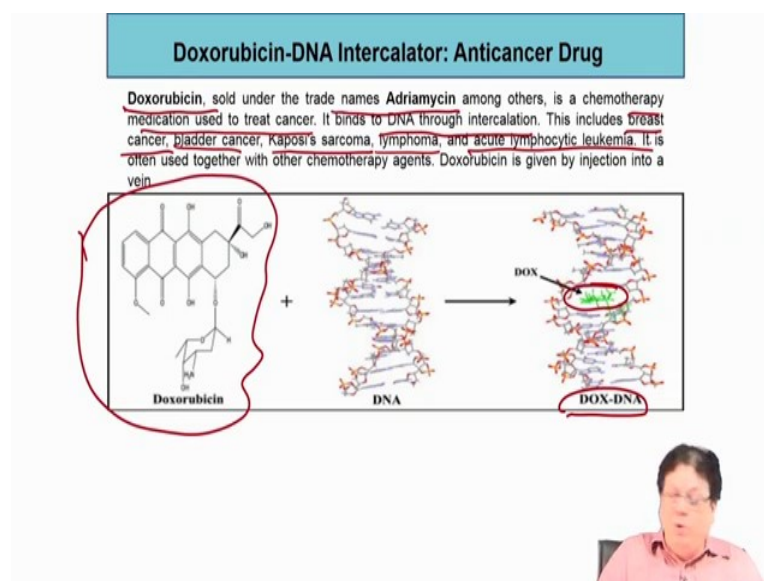 Doxorubicin-DNA Intercalator: Anticancer Drug
Doxorubicin, sold under the trade names Adriamycin among others, is a chemotherapy
medication used to treat cancer. It binds to DNA through intercalation. This includes breast
cancer, bladder cancer, Kaposi's sarcoma, lymphoma, and acute lymphocytic leukemia. It is
often used together with other chemotherapy agents. Doxorubicin is given by injection into a
vein
O
OH
O
OH
OH
O
O
OH
O
O
H
H₂N
OH
+
DOX
Doxorubicin
DNA
DOX-DNA